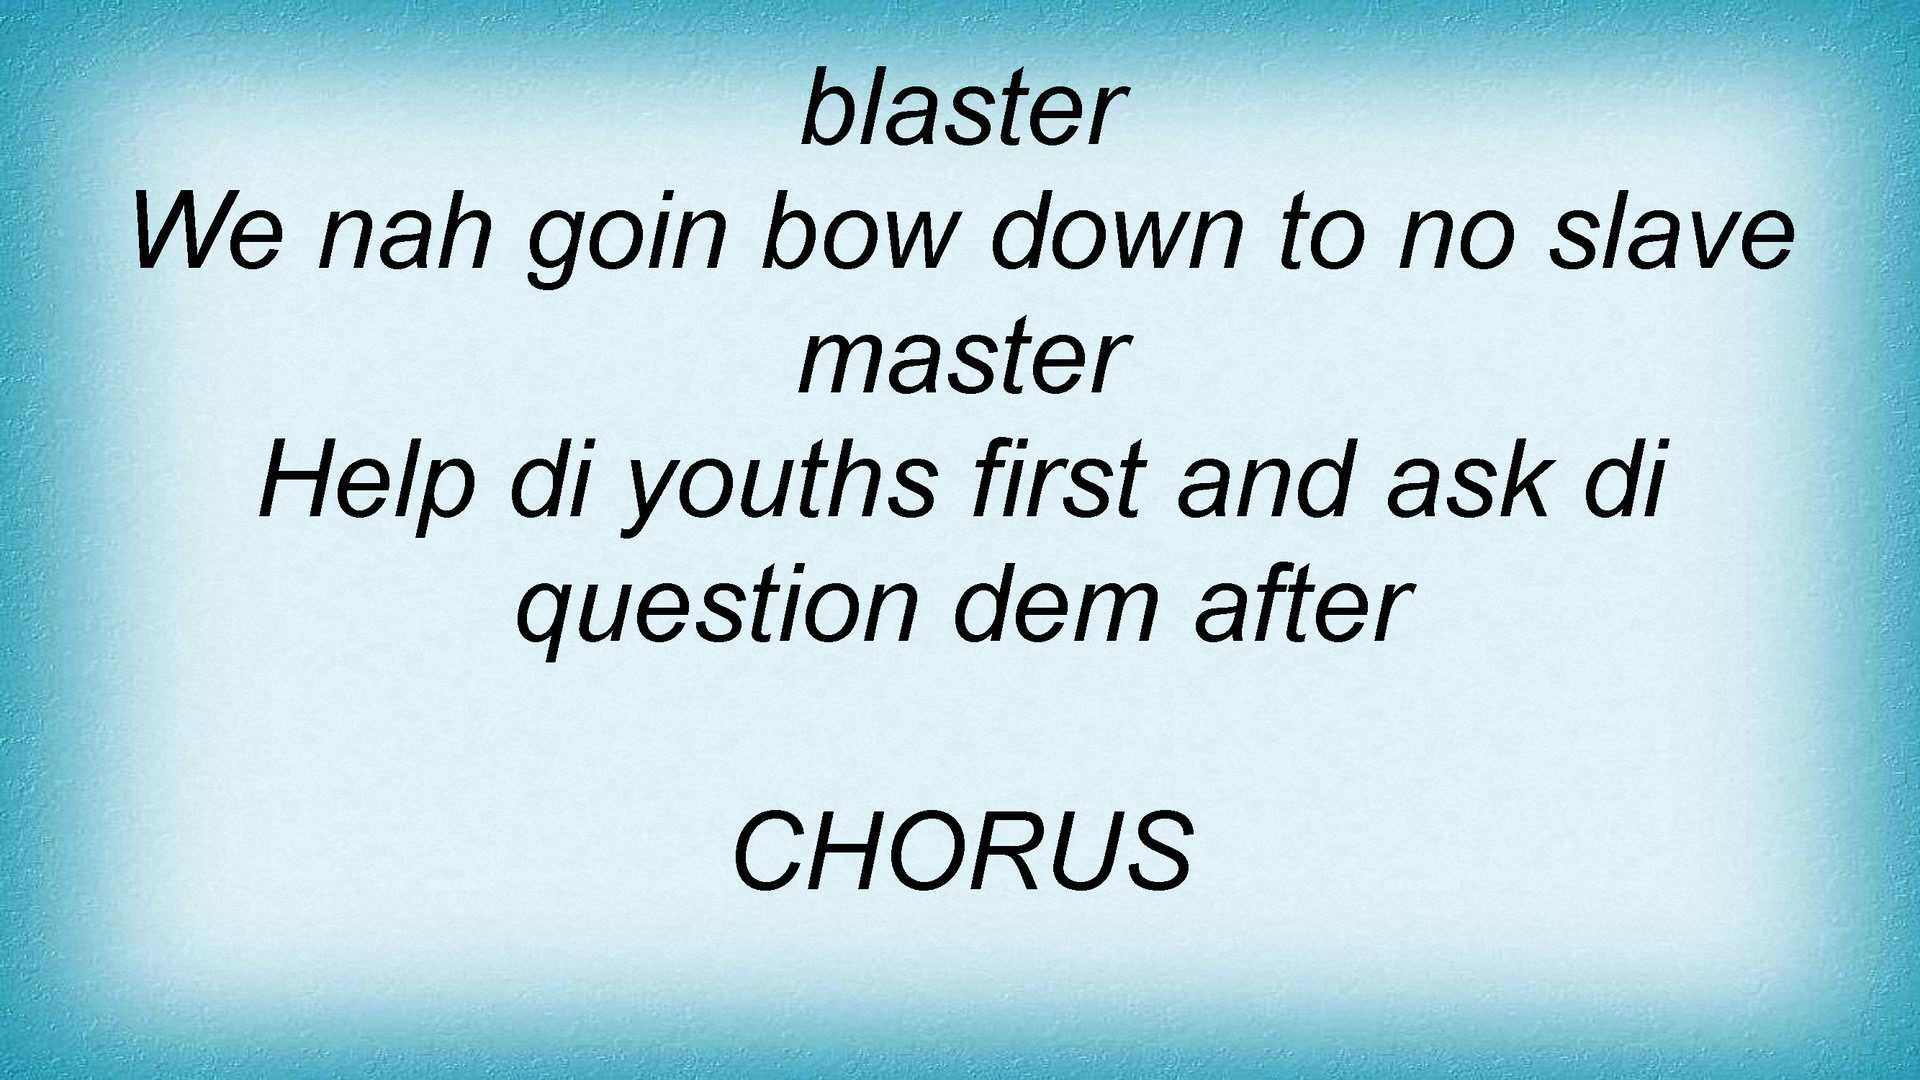 blaster
We nah goin bow down to no slave
master
Help di youths first and ask di
question dem after
CHORUS